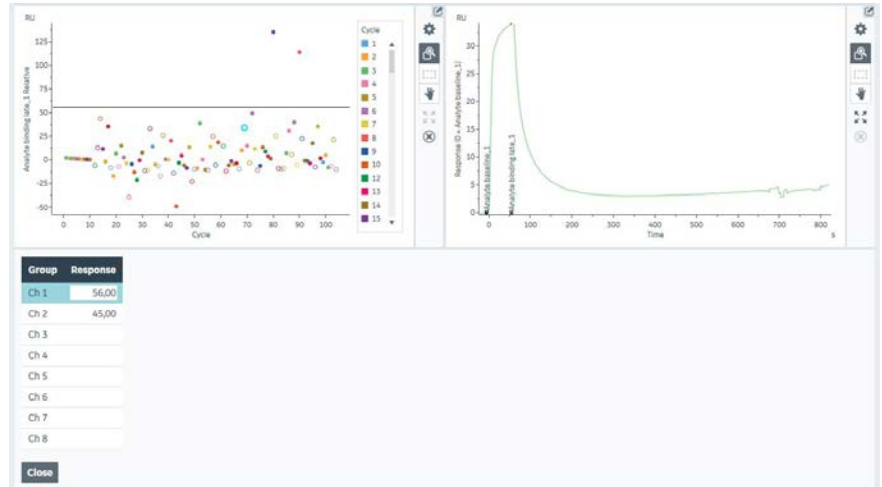 RU
Analyte binding late_1 Relative
125
100
75
50
25
0
-25
-50
0 10 20 30 40 50 60 70 80 90 100
Cycle
Cycle
1
2
3
4
5
6
7
8
9
10
12
13
14
15
RU
Response (0 = Analyte baseline_1)
30
25
20
15
10
5
0
Analyte baseline_1
Analyte binding late_1
0 100 200 300 400 500 600 700 800
Time
s
Group Response
Ch 1 56,00
Ch 2 45,00
Ch 3
Ch 4
Ch 5
Ch 6
Ch 7
Ch 8
Close